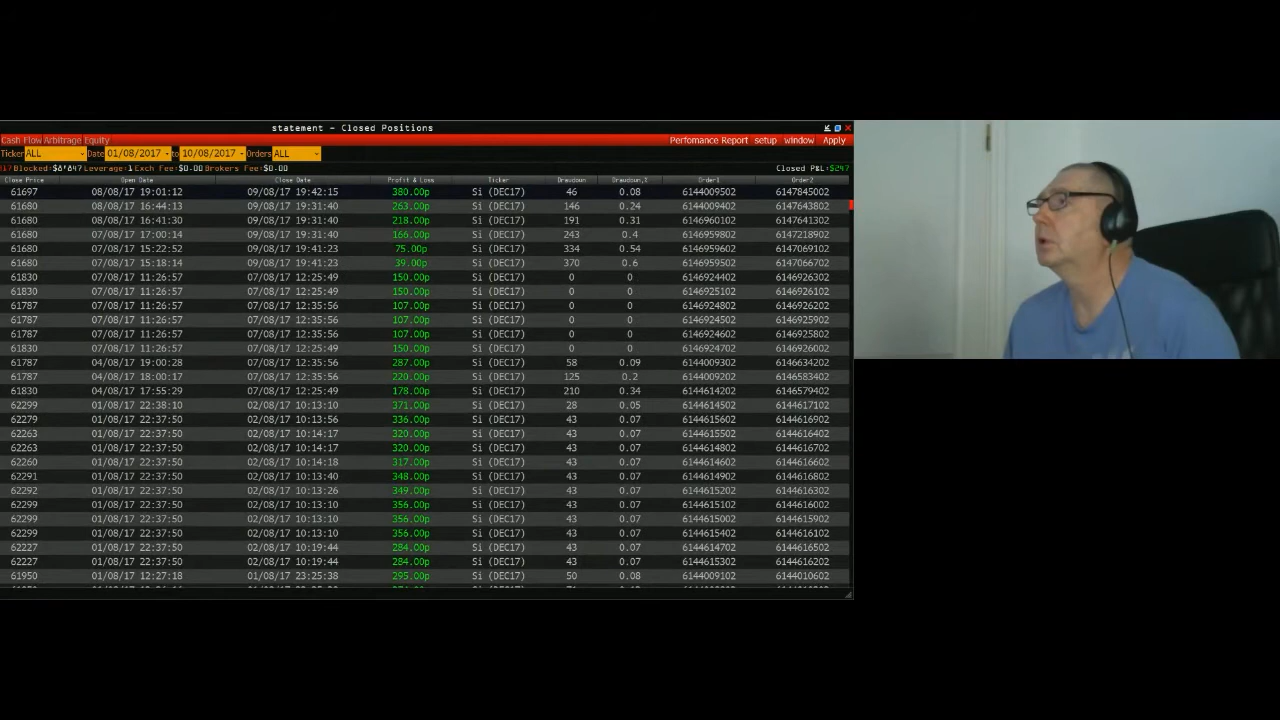 statement - Closed Positions
Cash Flow Arbitrage Equity Perfomance Report setup window Apply
Ticker ALL Date 01/08/2017 to 10/08/2017 Orders ALL
Leverage:1 Exch Fee:$0.00 Brokers Fee:$0.00 Closed P&L:$247
Close Price Open Date Close Date Profit & Loss Ticker Drawdown Drawdown,% Order1 Order2
61697 08/08/17 19:01:12 09/08/17 19:42:15 380.00p Si (DEC17) 46 0.08 6144009502 6147845002
61680 08/08/17 16:44:13 09/08/17 19:31:40 263.00p Si (DEC17) 146 0.24 6144009402 6147643802
61680 08/08/17 16:41:30 09/08/17 19:31:40 218.00p Si (DEC17) 191 0.31 6146960102 6147641302
61680 07/08/17 17:00:14 09/08/17 19:31:40 166.00p Si (DEC17) 243 0.4 6146959802 6147218902
61680 07/08/17 15:22:52 09/08/17 19:41:23 75.00p Si (DEC17) 334 0.54 6146959602 6147069102
61680 07/08/17 15:18:14 09/08/17 19:41:23 39.00p Si (DEC17) 370 0.6 6146959502 6147066702
61830 07/08/17 11:26:57 07/08/17 12:25:49 150.00p Si (DEC17) 0 0 6146924402 6146926302
61830 07/08/17 11:26:57 07/08/17 12:25:49 150.00p Si (DEC17) 0 0 6146925102 6146926102
61787 07/08/17 11:26:57 07/08/17 12:35:56 107.00p Si (DEC17) 0 0 6146924802 6146926202
61787 07/08/17 11:26:57 07/08/17 12:35:56 107.00p Si (DEC17) 0 0 6146924502 6146925902
61787 07/08/17 11:26:57 07/08/17 12:35:56 107.00p Si (DEC17) 0 0 6146924602 6146925802
61830 07/08/17 11:26:57 07/08/17 12:25:49 150.00p Si (DEC17) 0 0 6146924702 6146926002
61787 04/08/17 19:00:28 07/08/17 12:35:56 287.00p Si (DEC17) 58 0.09 6144009302 6146634202
61787 04/08/17 18:00:17 07/08/17 12:35:56 220.00p Si (DEC17) 125 0.2 6144009202 6146583402
61830 04/08/17 17:55:29 07/08/17 12:25:49 178.00p Si (DEC17) 210 0.34 6144614202 6146579402
62299 01/08/17 22:38:10 02/08/17 10:13:10 371.00p Si (DEC17) 28 0.05 6144614502 6144617102
62279 01/08/17 22:37:50 02/08/17 10:13:56 336.00p Si (DEC17) 43 0.07 6144615602 6144616902
62263 01/08/17 22:37:50 02/08/17 10:14:17 320.00p Si (DEC17) 43 0.07 6144615502 6144616402
62263 01/08/17 22:37:50 02/08/17 10:14:17 320.00p Si (DEC17) 43 0.07 6144614802 6144616702
62260 01/08/17 22:37:50 02/08/17 10:14:18 317.00p Si (DEC17) 43 0.07 6144614602 6144616602
62291 01/08/17 22:37:50 02/08/17 10:13:40 348.00p Si (DEC17) 43 0.07 6144614902 6144616802
62292 01/08/17 22:37:50 02/08/17 10:13:26 349.00p Si (DEC17) 43 0.07 6144615202 6144616302
62299 01/08/17 22:37:50 02/08/17 10:13:10 356.00p Si (DEC17) 43 0.07 6144615102 6144616002
62299 01/08/17 22:37:50 02/08/17 10:13:10 356.00p Si (DEC17) 43 0.07 6144615002 6144615902
62299 01/08/17 22:37:50 02/08/17 10:13:10 356.00p Si (DEC17) 43 0.07 6144615402 6144616102
62227 01/08/17 22:37:50 02/08/17 10:19:44 284.00p Si (DEC17) 43 0.07 6144614702 6144616502
62227 01/08/17 22:37:50 02/08/17 10:19:44 284.00p Si (DEC17) 43 0.07 6144615302 6144616202
61950 01/08/17 12:27:18 01/08/17 23:25:38 295.00p Si (DEC17) 50 0.08 6144009102 6144010602